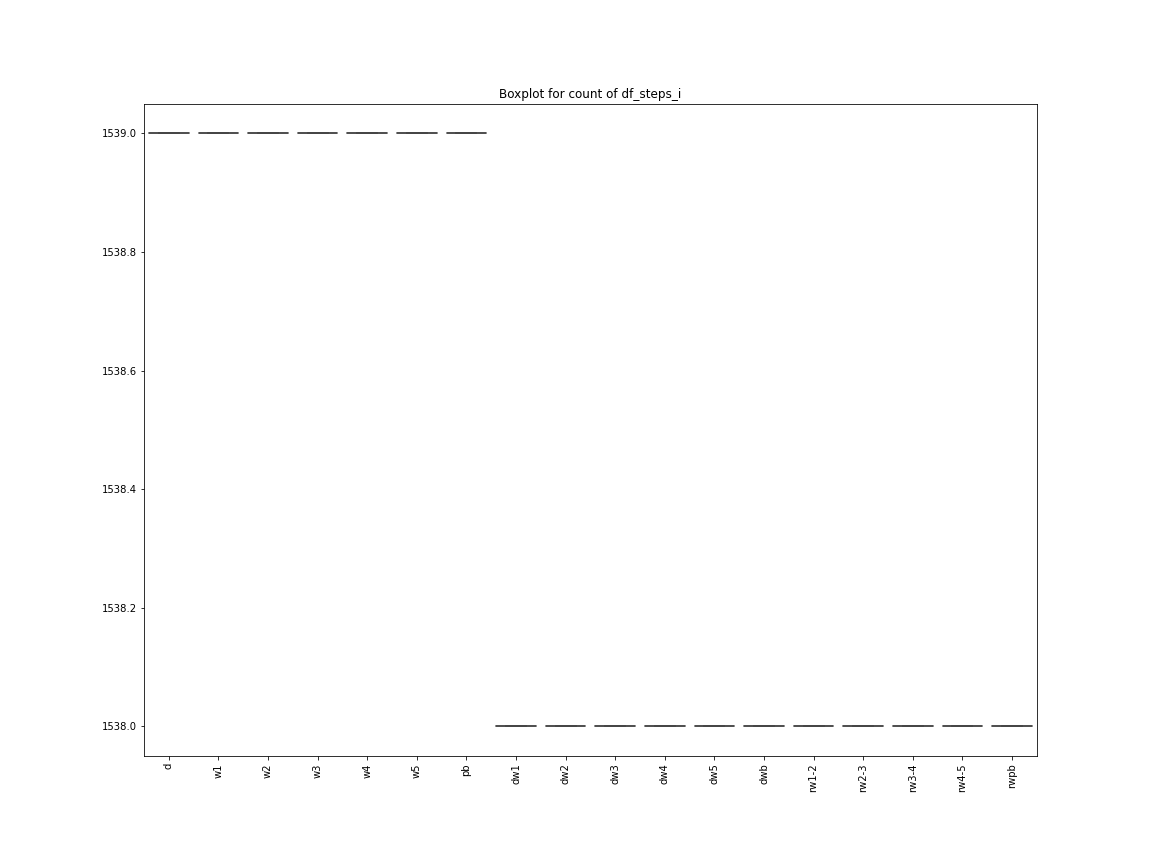 Boxplot for count of df_steps_i
1539.0
1538.8
1538.6
1538.4
1538.2
1538.0
d
w1
w2
w3
w4
w5
pb
dw1
dw2
dw3
dw4
dw5
dwb
rw1-2
rw2-3
rw3-4
rw4-5
rwpb